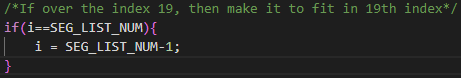 /*If over the index 19, then make it to fit in 19th index*/
if(i==SEG_LIST_NUM){
    i = SEG_LIST_NUM-1;
}